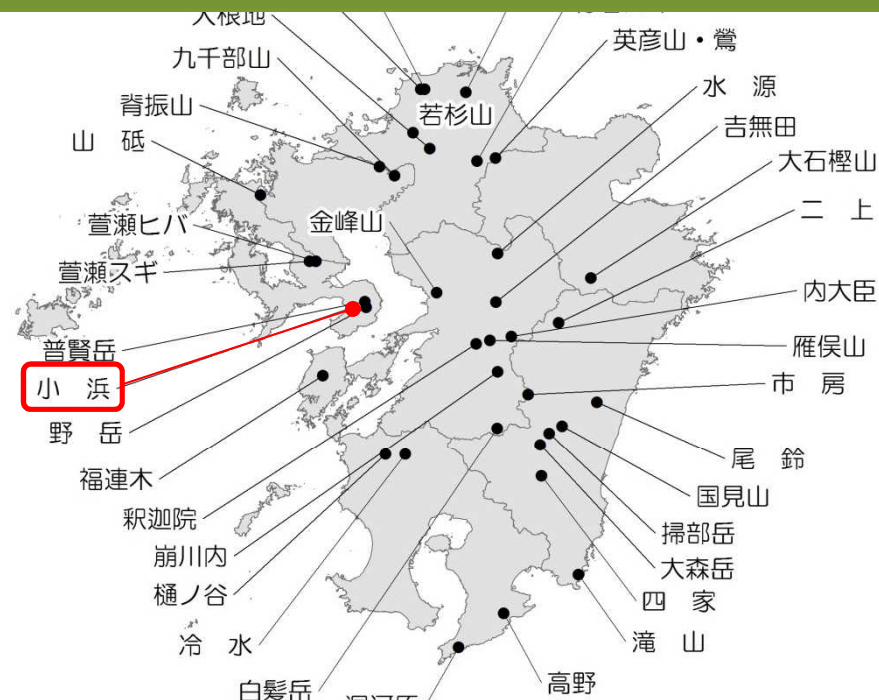 大根地
九千部山
脊振山
山 砥
萱瀬ヒバ
萱瀬スギ
普賢岳
小 浜
野 岳
福連木
釈迦院
崩川内
樋ノ谷
冷 水
白髪岳
若杉山
金峰山
英彦山・鶯
水 源
吉無田
大石樫山
二 上
内大臣
雁俣山
市 房
尾 鈴
国見山
掃部岳
大森岳
四 家
滝 山
高野